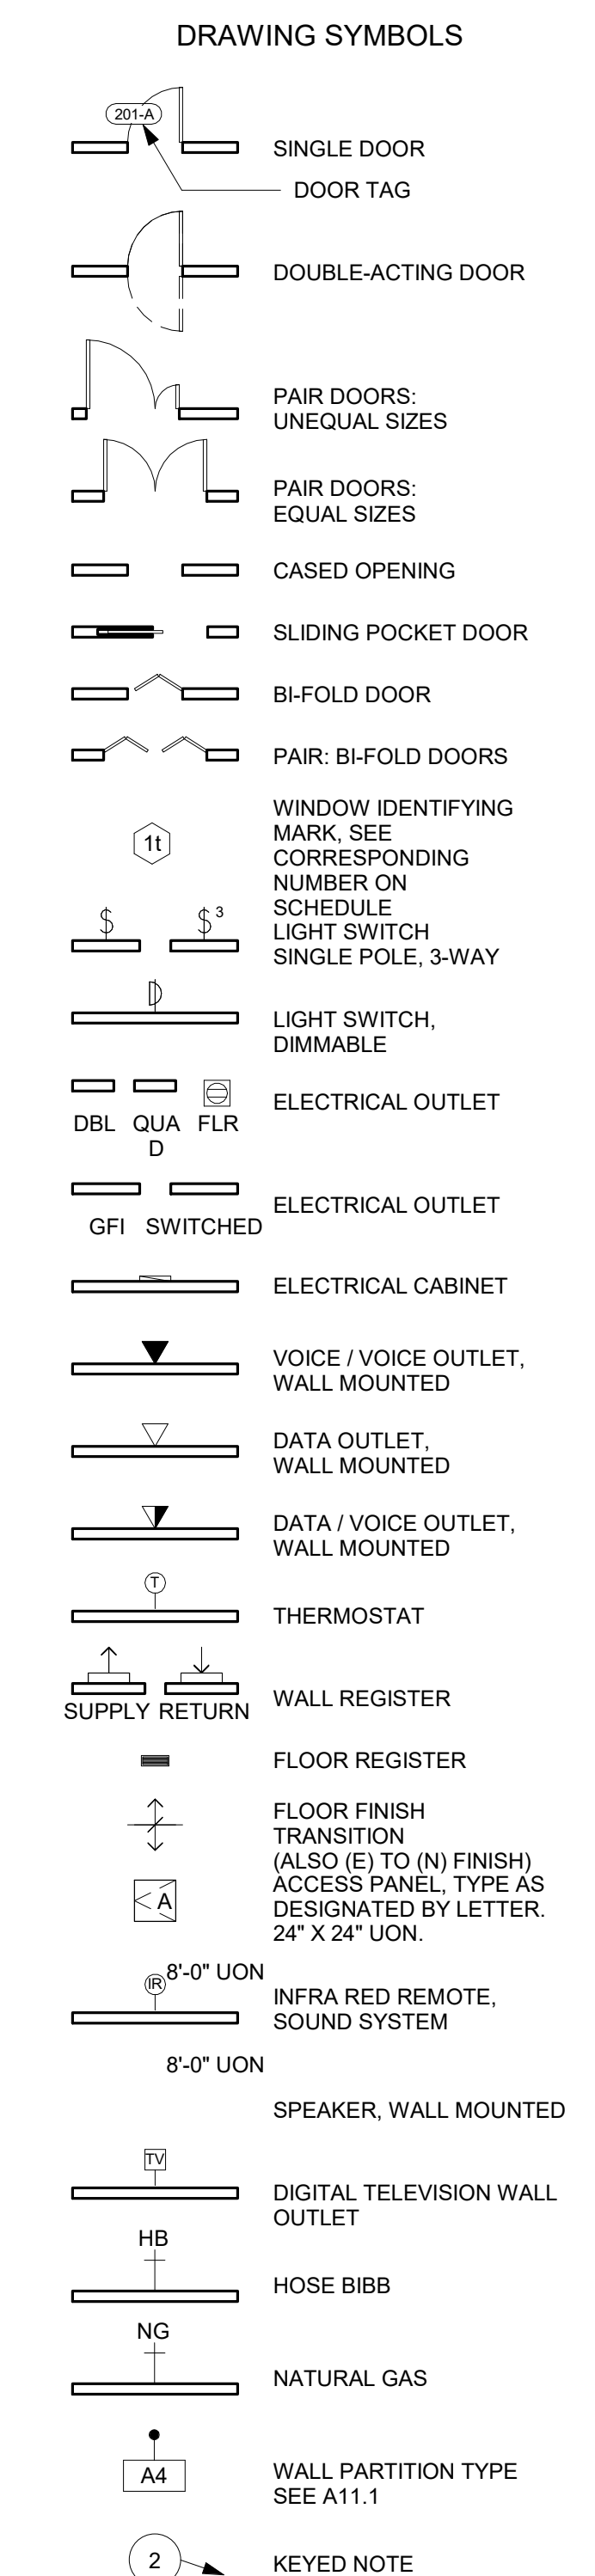 DRAWING SYMBOLS
201-A
SINGLE DOOR
DOOR TAG
DOUBLE-ACTING DOOR
PAIR DOORS:
UNEQUAL SIZES
PAIR DOORS:
EQUAL SIZES
CASED OPENING
SLIDING POCKET DOOR
BI-FOLD DOOR
PAIR: BI-FOLD DOORS
1t
WINDOW IDENTIFYING
MARK, SEE
CORRESPONDING
NUMBER ON
SCHEDULE
$ $ 3
LIGHT SWITCH
SINGLE POLE, 3-WAY
LIGHT SWITCH,
DIMMABLE
DBL QUA FLR
D
ELECTRICAL OUTLET
GFI SWITCHED
ELECTRICAL OUTLET
ELECTRICAL CABINET
VOICE / VOICE OUTLET,
WALL MOUNTED
DATA OUTLET,
WALL MOUNTED
DATA / VOICE OUTLET,
WALL MOUNTED
T
THERMOSTAT
SUPPLY RETURN
WALL REGISTER
FLOOR REGISTER
FLOOR FINISH
TRANSITION
(ALSO (E) TO (N) FINISH)
A
ACCESS PANEL, TYPE AS
DESIGNATED BY LETTER.
24" X 24" UON.
8'-0" UON
IR
INFRA RED REMOTE,
SOUND SYSTEM
8'-0" UON
SPEAKER, WALL MOUNTED
TV
DIGITAL TELEVISION WALL
OUTLET
HB
HOSE BIBB
NG
NATURAL GAS
A4
WALL PARTITION TYPE
SEE A11.1
2
KEYED NOTE